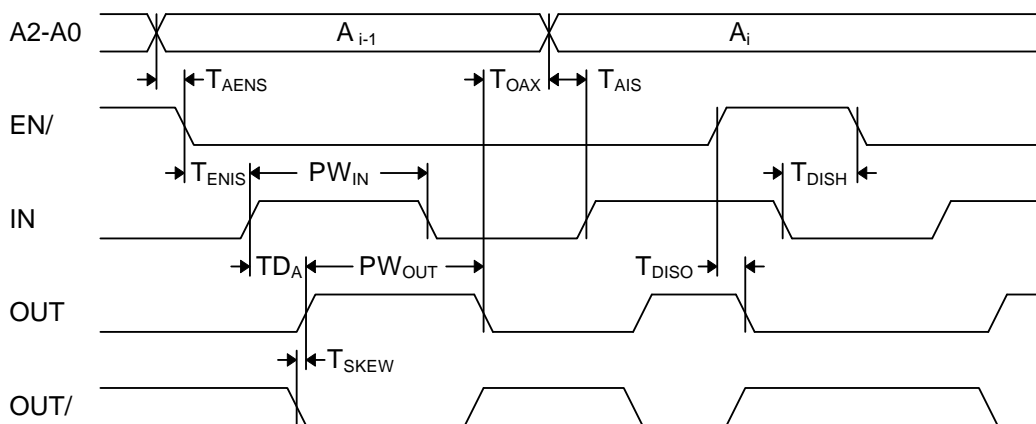 A2-A0 A i-1 Ai
TAENS TOAX TAIS
EN/
TENIS PWIN TDISH
IN
TDA PWOUT TDISO
OUT
TSKEW
OUT/